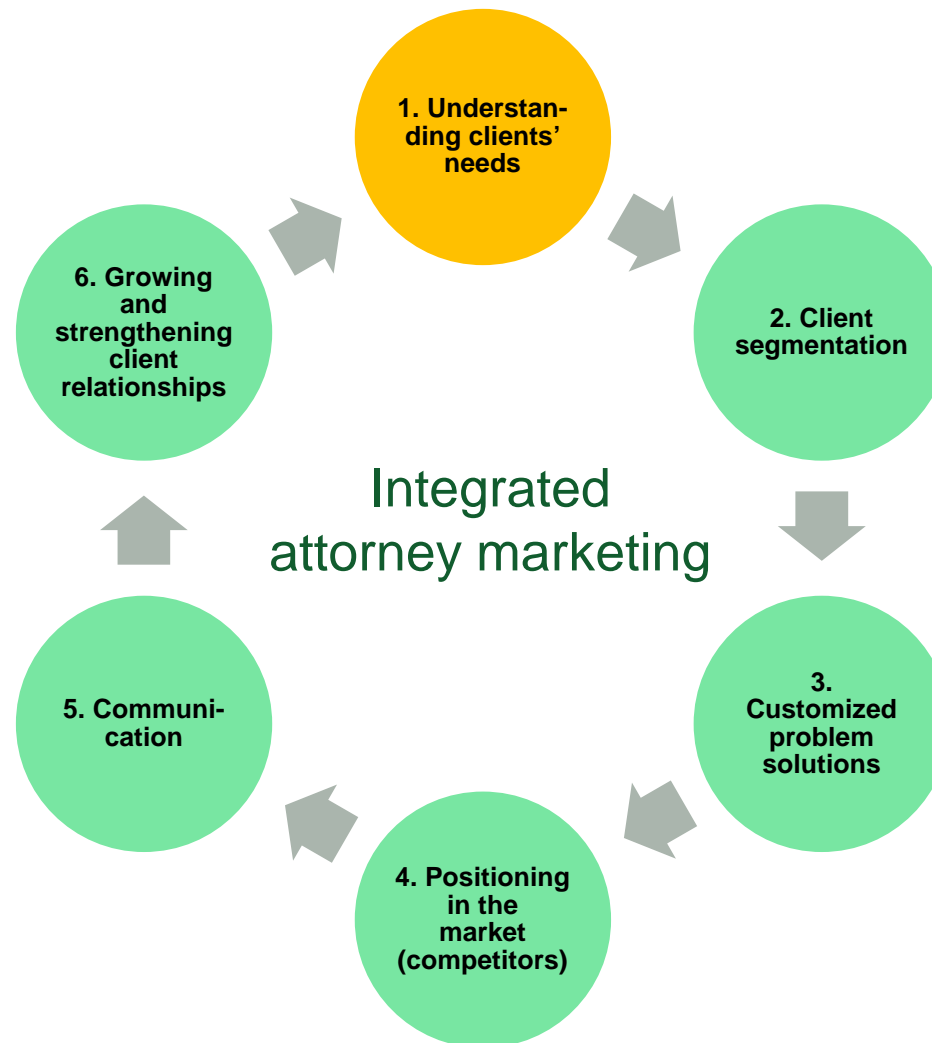 1. Understan-
ding clients’
needs
2. Client
segmentation
3.
Customized
problem
solutions
4. Positioning
in the
market
(competitors)
5. Communi-
cation
6. Growing
and
strengthening
client
relationships
Integrated
attorney marketing